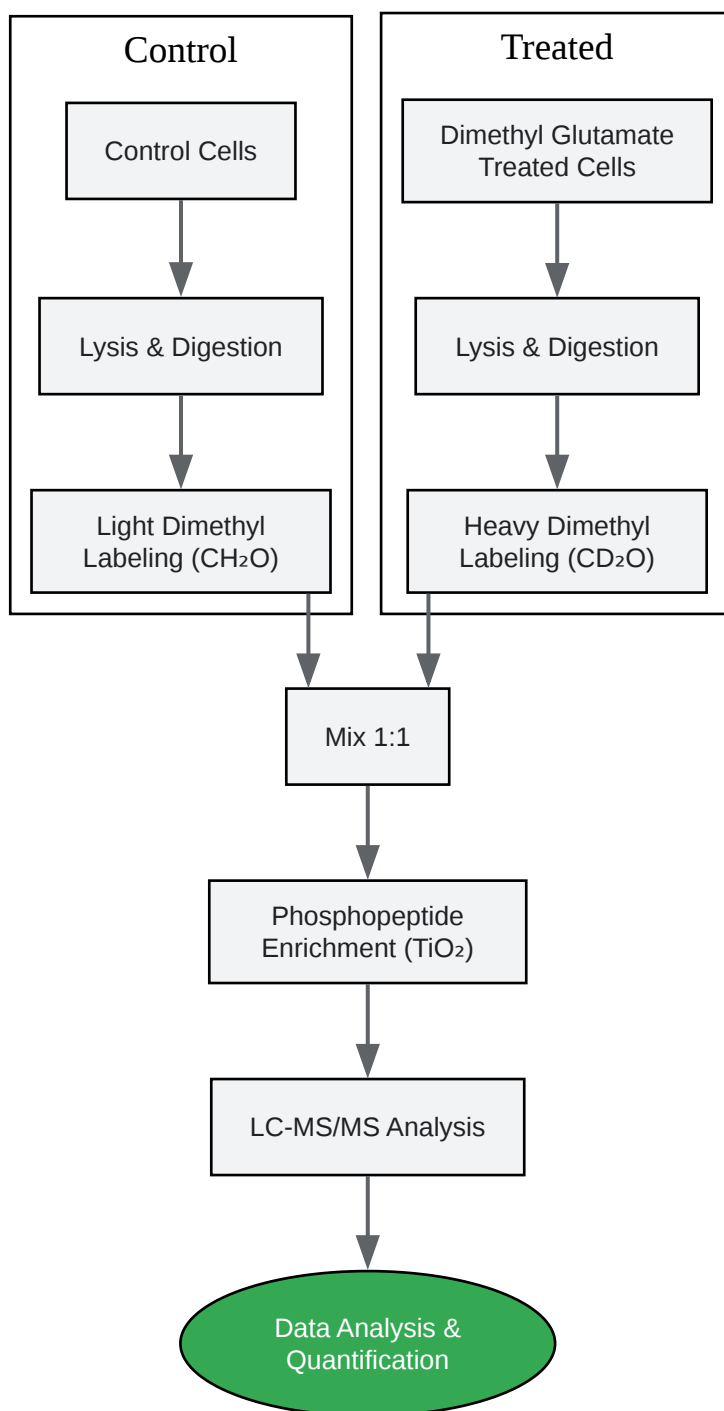 Control
Treated
Control Cells
Dimethyl Glutamate
Treated Cells
Lysis & Digestion
Lysis & Digestion
Light Dimethyl
Labeling (CH₂O)
Heavy Dimethyl
Labeling (CD₂O)
Mix 1:1
Phosphopeptide
Enrichment (TiO₂)
LC-MS/MS Analysis
Data Analysis &
Quantification